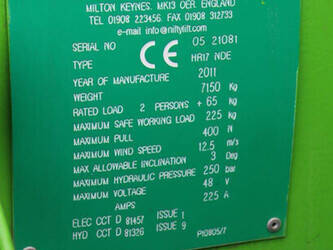 MILTON KEYNES. MK13 OER. ENGLAND
TEL 01908 223456. FAX 01908 312733
e-mail info@niftylift.com
SERIAL NO CE 05 21081
TYPE HR17 NDE
YEAR OF MANUFACTURE 2011
WEIGHT 7150 Kg
RATED LOAD 2 PERSONS + 65 Kg
MAXIMUM SAFE WORKING LOAD 225 Kg
MAXIMUM PULL 400 N
MAXIMUM WIND SPEED 12.5 m/s
MAX ALLOWABLE INCLINATION 3 Deg
MAXIMUM HYDRAULIC PRESSURE 250 bar
MAXIMUM VOLTAGE 48 V
AMPS 225 A
ELEC CCT D 81457 ISSUE 1
HYD CCT D 81326 ISSUE 9 P10805/7